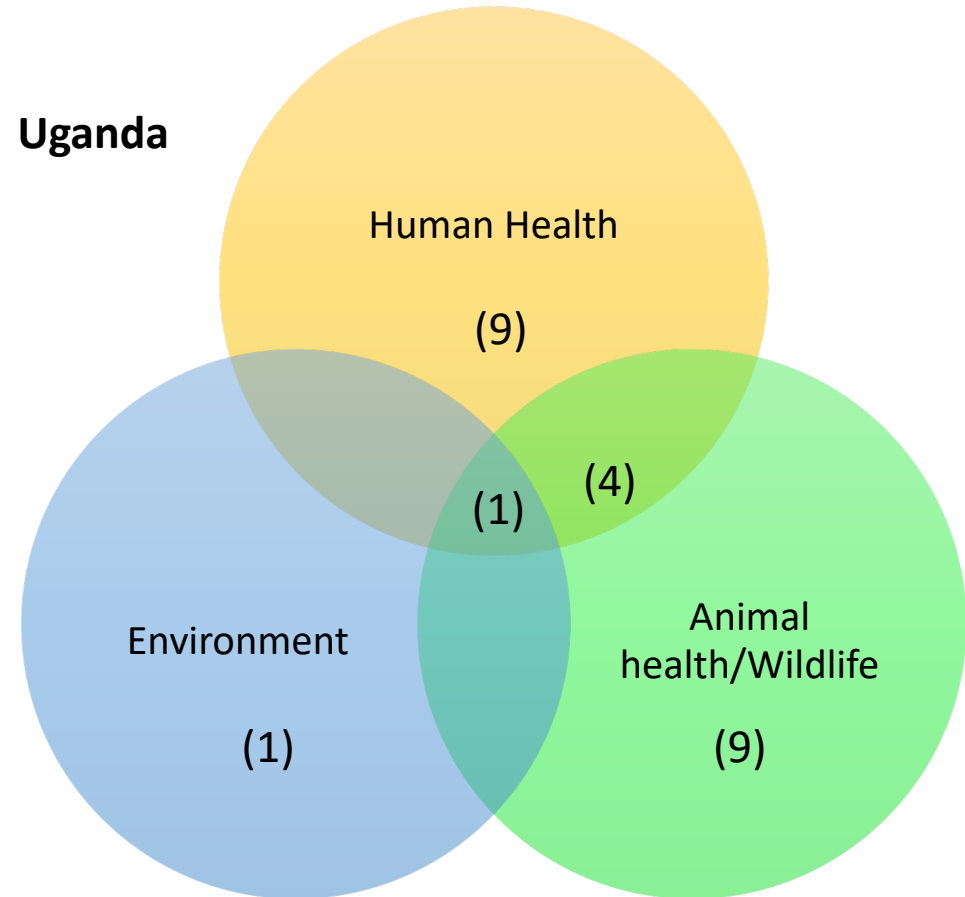 Uganda
Human Health
(9)
(4)
(1)
Environment
(1)
Animal
health/Wildlife
(9)